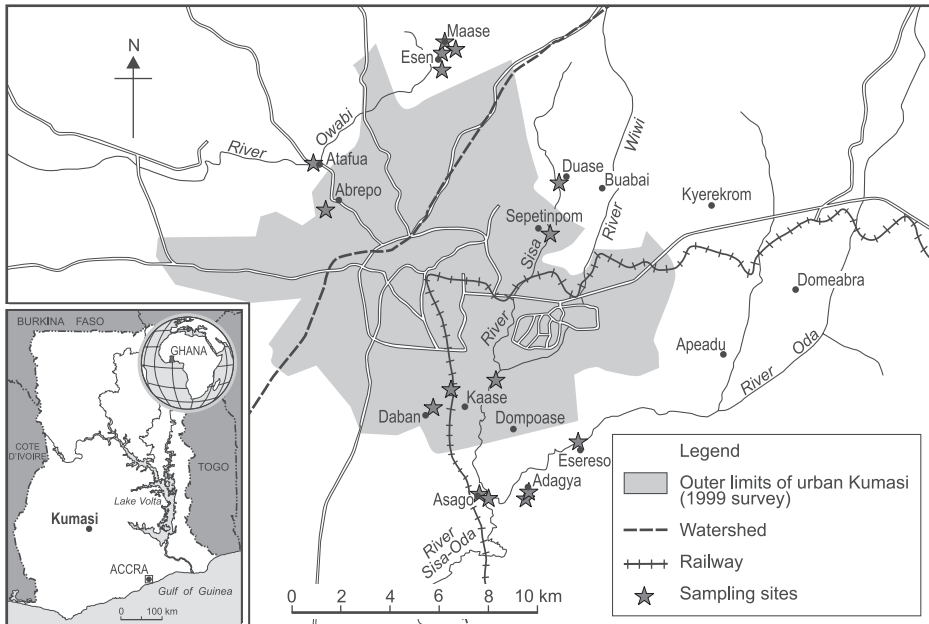 N
Maase
Esen
River
Owabi
Atafua
Abrepo
Wiwi
River
Duase
Buabai
Kyerekrom
Sepetinpom
Sisa
River
Domeabra
Apeadu
River Oda
Daban
Kaase
Dompoase
Esereso
Adagya
Asago
River
Sisa-Oda
0 2 4 6 8 10 km
Legend
Outer limits of urban Kumasi
(1999 survey)
Watershed
Railway
Sampling sites
BURKINA FASO
GHANA
COTE
D'IVOIRE
TOGO
Lake Volta
Kumasi
ACCRA
Gulf of Guinea
0 100 km